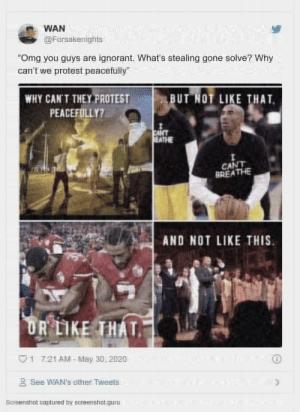 WAN
@Forsakenights
"Omg you guys are ignorant. What's stealing gone solve? Why
can't we protest peacefully"
WHY CAN'T THEY PROTEST
PEACEFULLY?
BUT NOT LIKE THAT.
I
CAN'T
BREATHE
I
CAN'T
BREATHE
OR LIKE THAT,
AND NOT LIKE THIS.
1 7:21 AM - May 30, 2020
See WAN's other Tweets
Screenshot captured by screenshot.guru